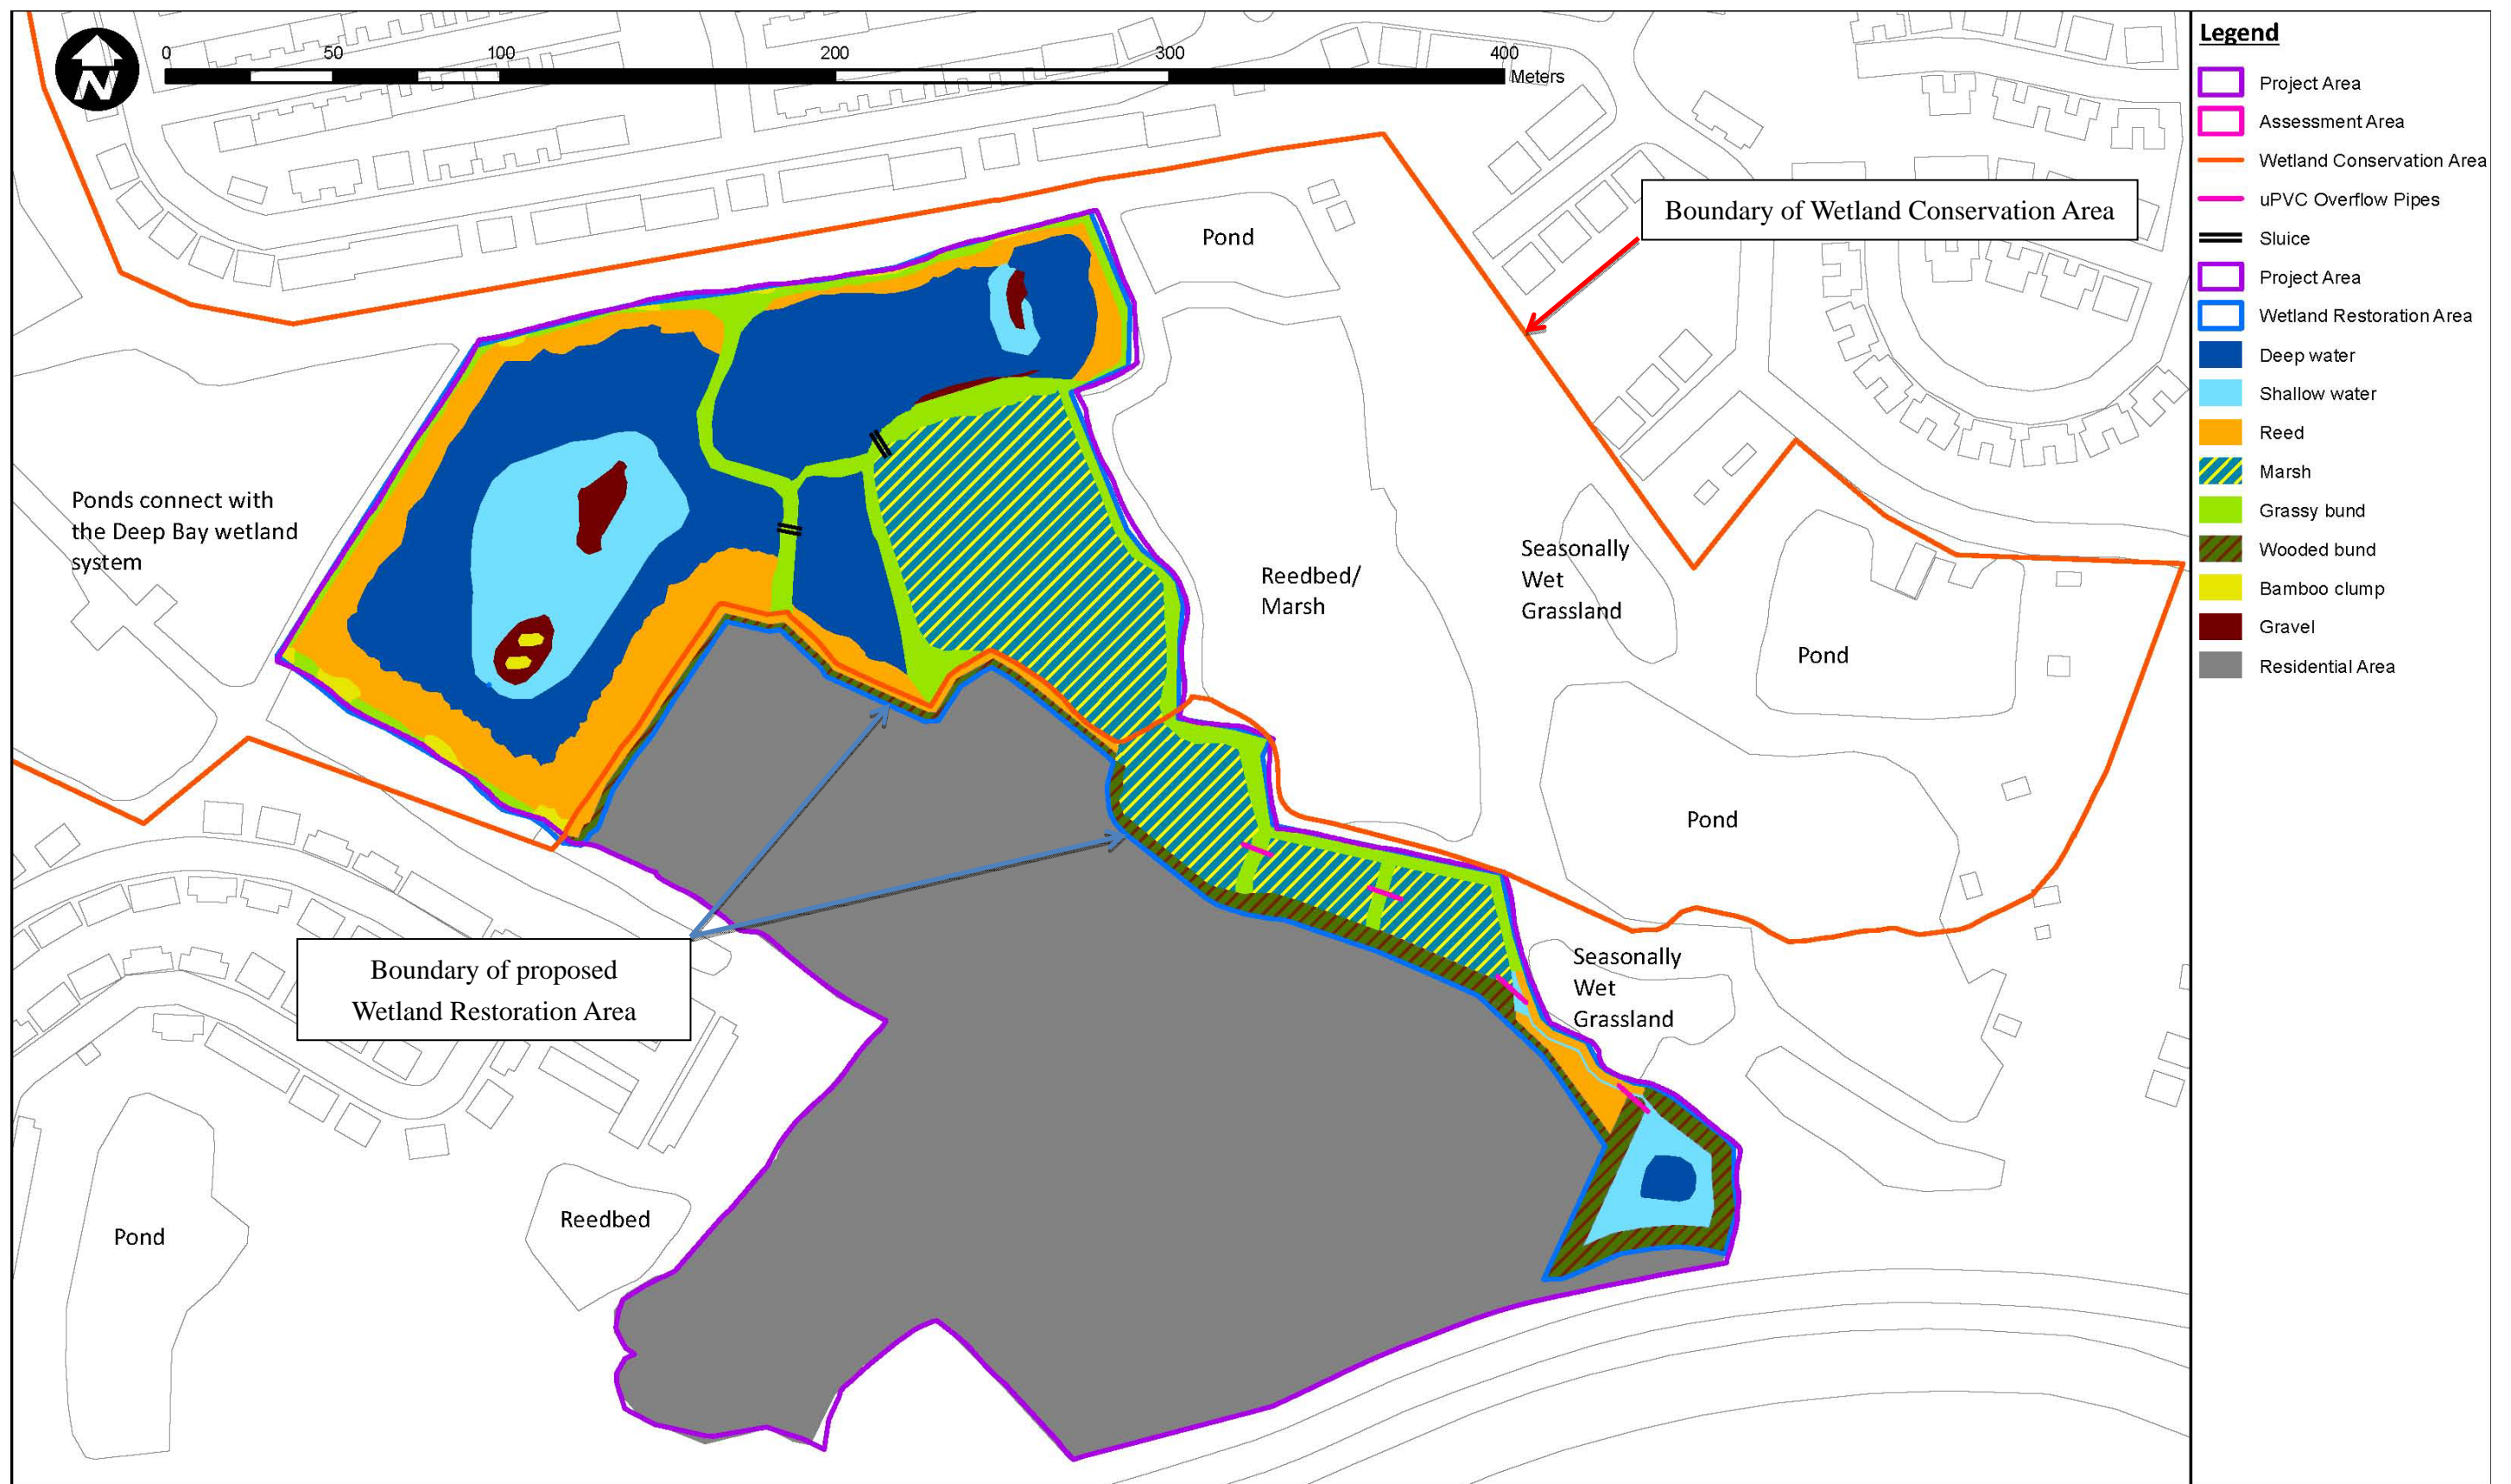 N
0 50 100 200 300 400
Meters
Boundary of Wetland Conservation Area
Pond
Ponds connect with
the Deep Bay wetland
system
Reedbed/
Marsh
Seasonally
Wet
Grassland
Pond
Pond
Boundary of proposed
Wetland Restoration Area
Seasonally
Wet
Grassland
Reedbed
Pond
Legend
Project Area
Assessment Area
Wetland Conservation Area
uPVC Overflow Pipes
Sluice
Project Area
Wetland Restoration Area
Deep water
Shallow water
Reed
Marsh
Grassy bund
Wooded bund
Bamboo clump
Gravel
Residential Area